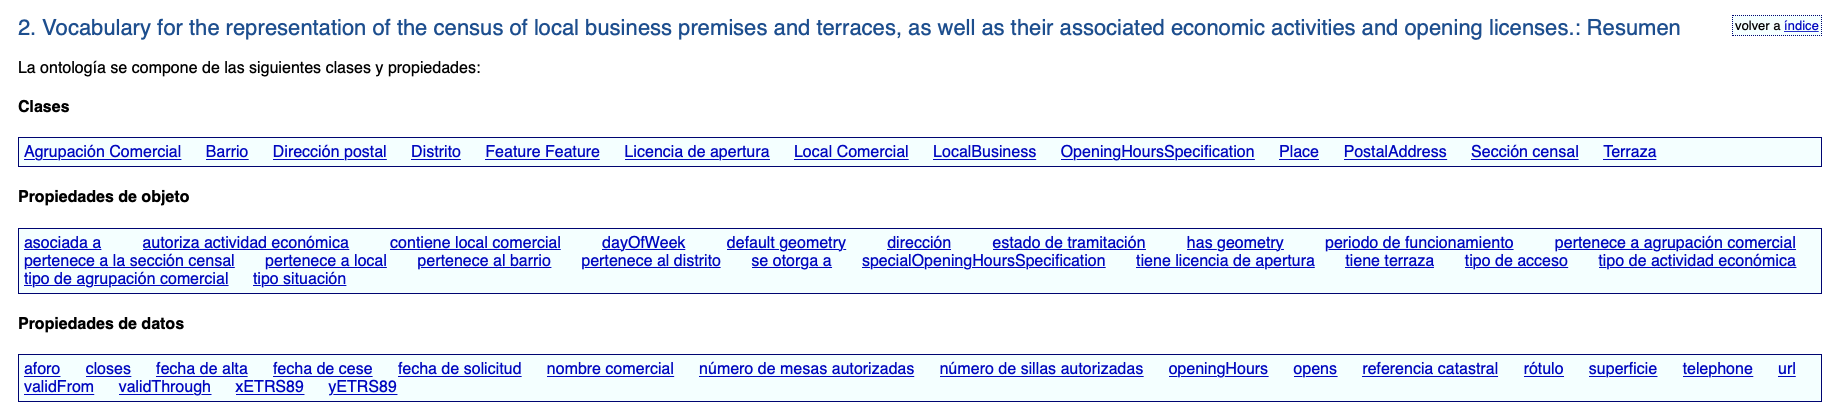 2. Vocabulary for the representation of the census of local business premises and terraces, as well as their associated economic activities and opening licenses.: Resumen
volver a índice
La ontología se compone de las siguientes clases y propiedades:
Clases
Agrupación Comercial Barrio Dirección postal Distrito Feature Feature Licencia de apertura Local Comercial LocalBusiness OpeningHoursSpecification Place PostalAddress Sección censal Terraza
Propiedades de objeto
asociada a autoriza actividad económica contiene local comercial dayOfWeek default geometry dirección estado de tramitación has geometry periodo de funcionamiento pertenece a agrupación comercial
pertenece a la sección censal pertenece a local pertenece al barrio pertenece al distrito se otorga a specialOpeningHoursSpecification tiene licencia de apertura tiene terraza tipo de acceso tipo de actividad económica
tipo de agrupación comercial tipo situación
Propiedades de datos
aforo closes fecha de alta fecha de cese fecha de solicitud nombre comercial número de mesas autorizadas número de sillas autorizadas openingHours opens referencia catastral rótulo superficie telephone url
validFrom validThrough xETRS89 yETRS89